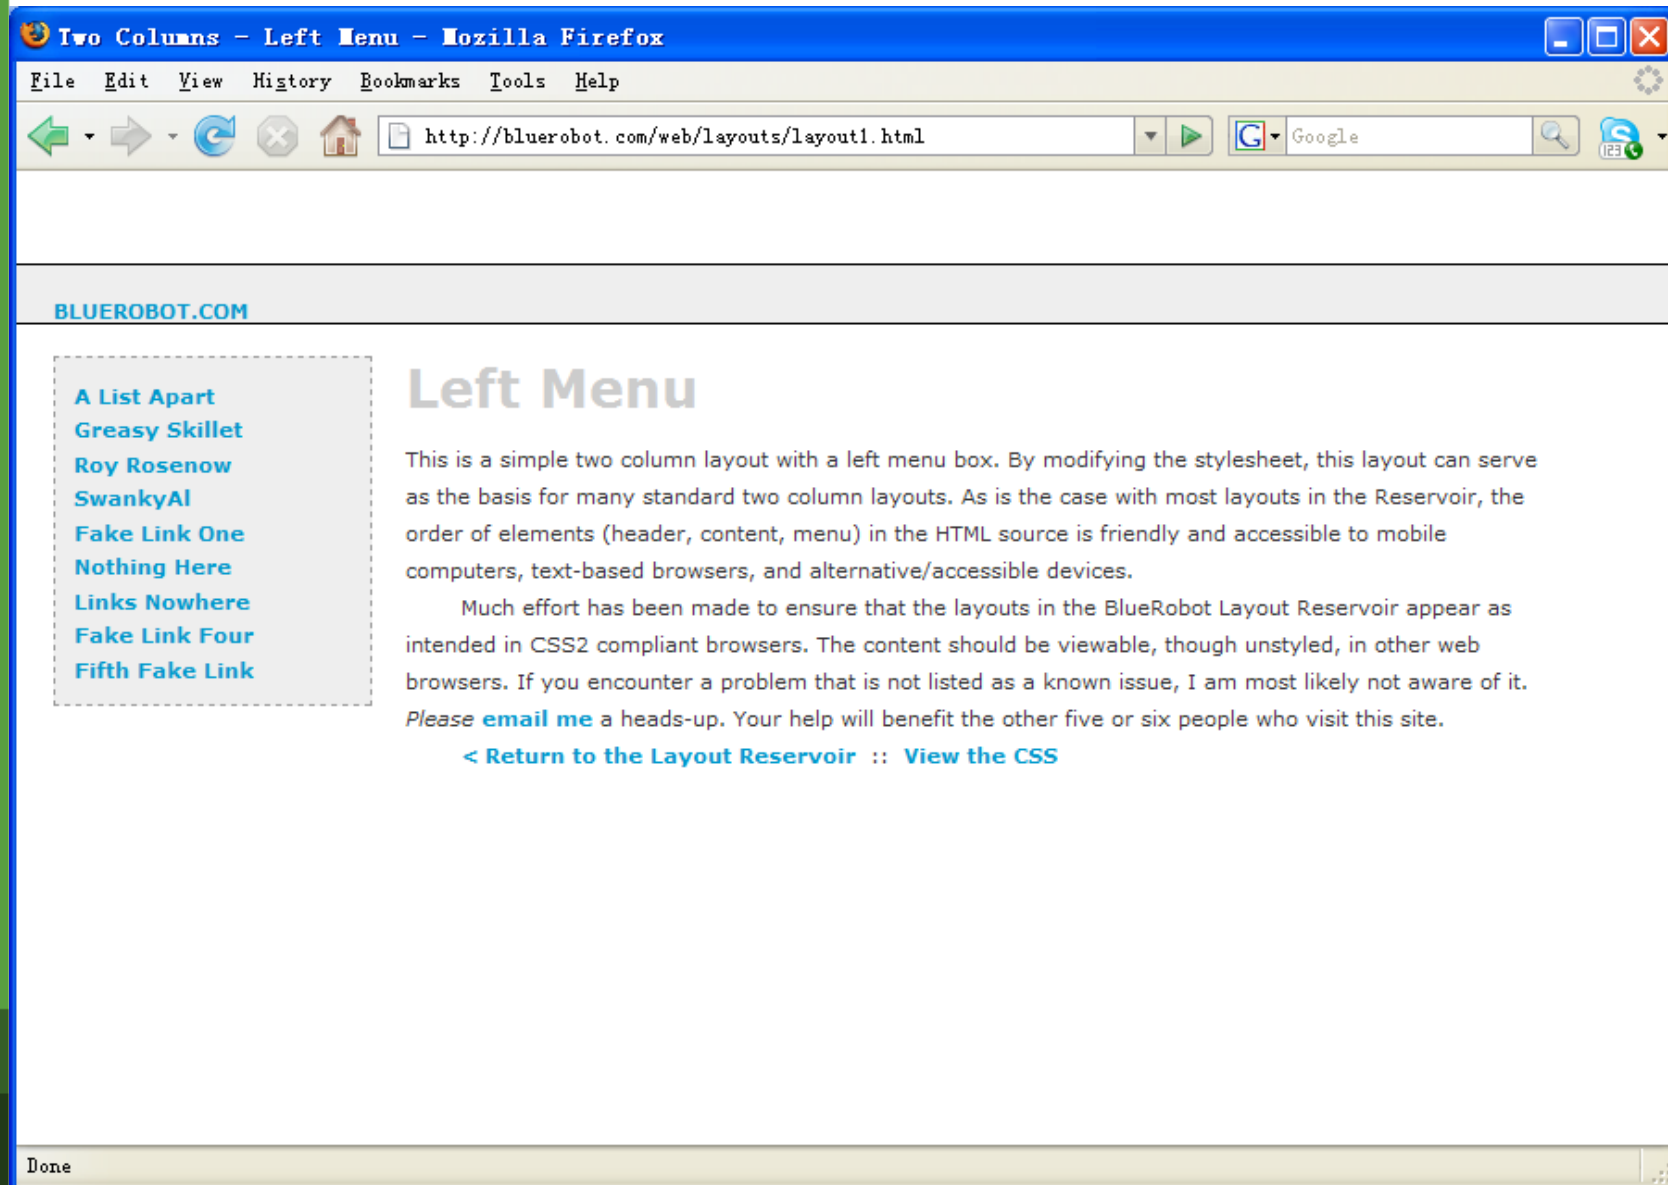 Two Columns - Left Menu - Mozilla Firefox
File Edit View History Bookmarks Tools Help
http://bluerobot.com/web/layouts/layout1.html
G Google
S 123
BLUEROBOT.COM
A List Apart
Greasy Skillet
Roy Rosenow
SwankyAl
Fake Link One
Nothing Here
Links Nowhere
Fake Link Four
Fifth Fake Link
Left Menu
This is a simple two column layout with a left menu box. By modifying the stylesheet, this layout can serve
as the basis for many standard two column layouts. As is the case with most layouts in the Reservoir, the
order of elements (header, content, menu) in the HTML source is friendly and accessible to mobile
computers, text-based browsers, and alternative/accessible devices.
Much effort has been made to ensure that the layouts in the BlueRobot Layout Reservoir appear as
intended in CSS2 compliant browsers. The content should be viewable, though unstyled, in other web
browsers. If you encounter a problem that is not listed as a known issue, I am most likely not aware of it.
Please email me a heads-up. Your help will benefit the other five or six people who visit this site.
< Return to the Layout Reservoir :: View the CSS
Done